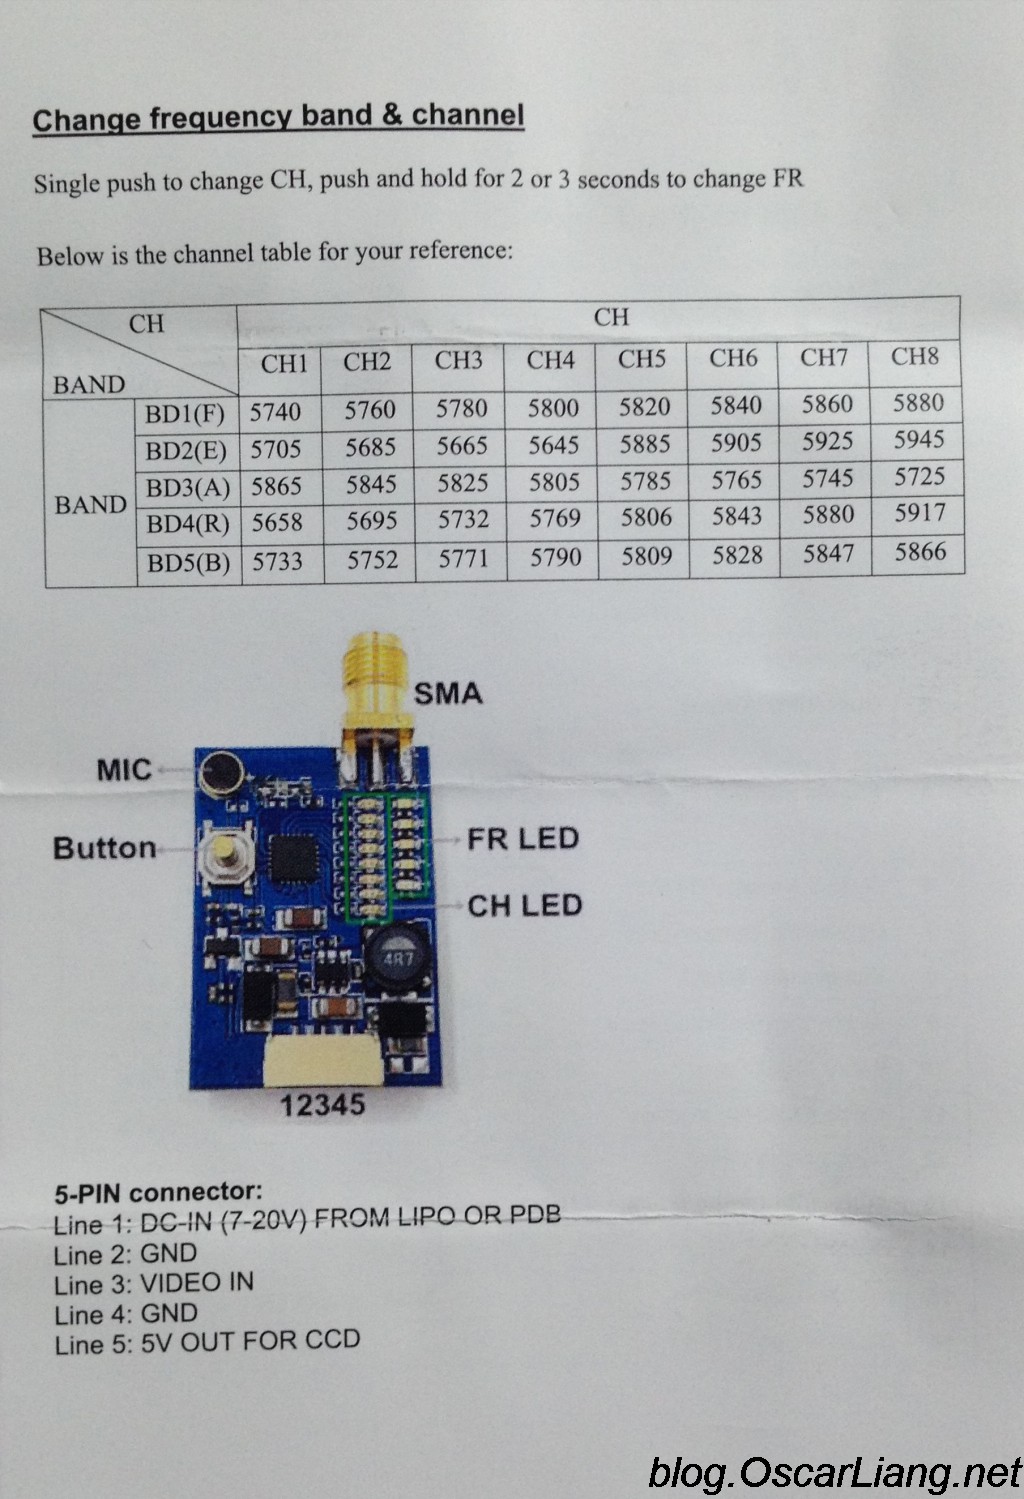 Change frequency band & channel
Single push to change CH, push and hold for 2 or 3 seconds to change FR
Below is the channel table for your reference:
CH CH
BAND CH1 CH2 CH3 CH4 CH5 CH6 CH7 CH8
BD1(F) 5740 5760 5780 5800 5820 5840 5860 5880
BD2(E) 5705 5685 5665 5645 5885 5905 5925 5945
BAND BD3(A) 5865 5845 5825 5805 5785 5765 5745 5725
BD4(R) 5658 5695 5732 5769 5806 5843 5880 5917
BD5(B) 5733 5752 5771 5790 5809 5828 5847 5866
SMA
MIC
Button
FR LED
CH LED
4R7
12345
5-PIN connector:
Line 1: DC-IN (7-20V) FROM LIPO OR PDB
Line 2: GND
Line 3: VIDEO IN
Line 4: GND
Line 5: 5V OUT FOR CCD
blog.OscarLiang.net